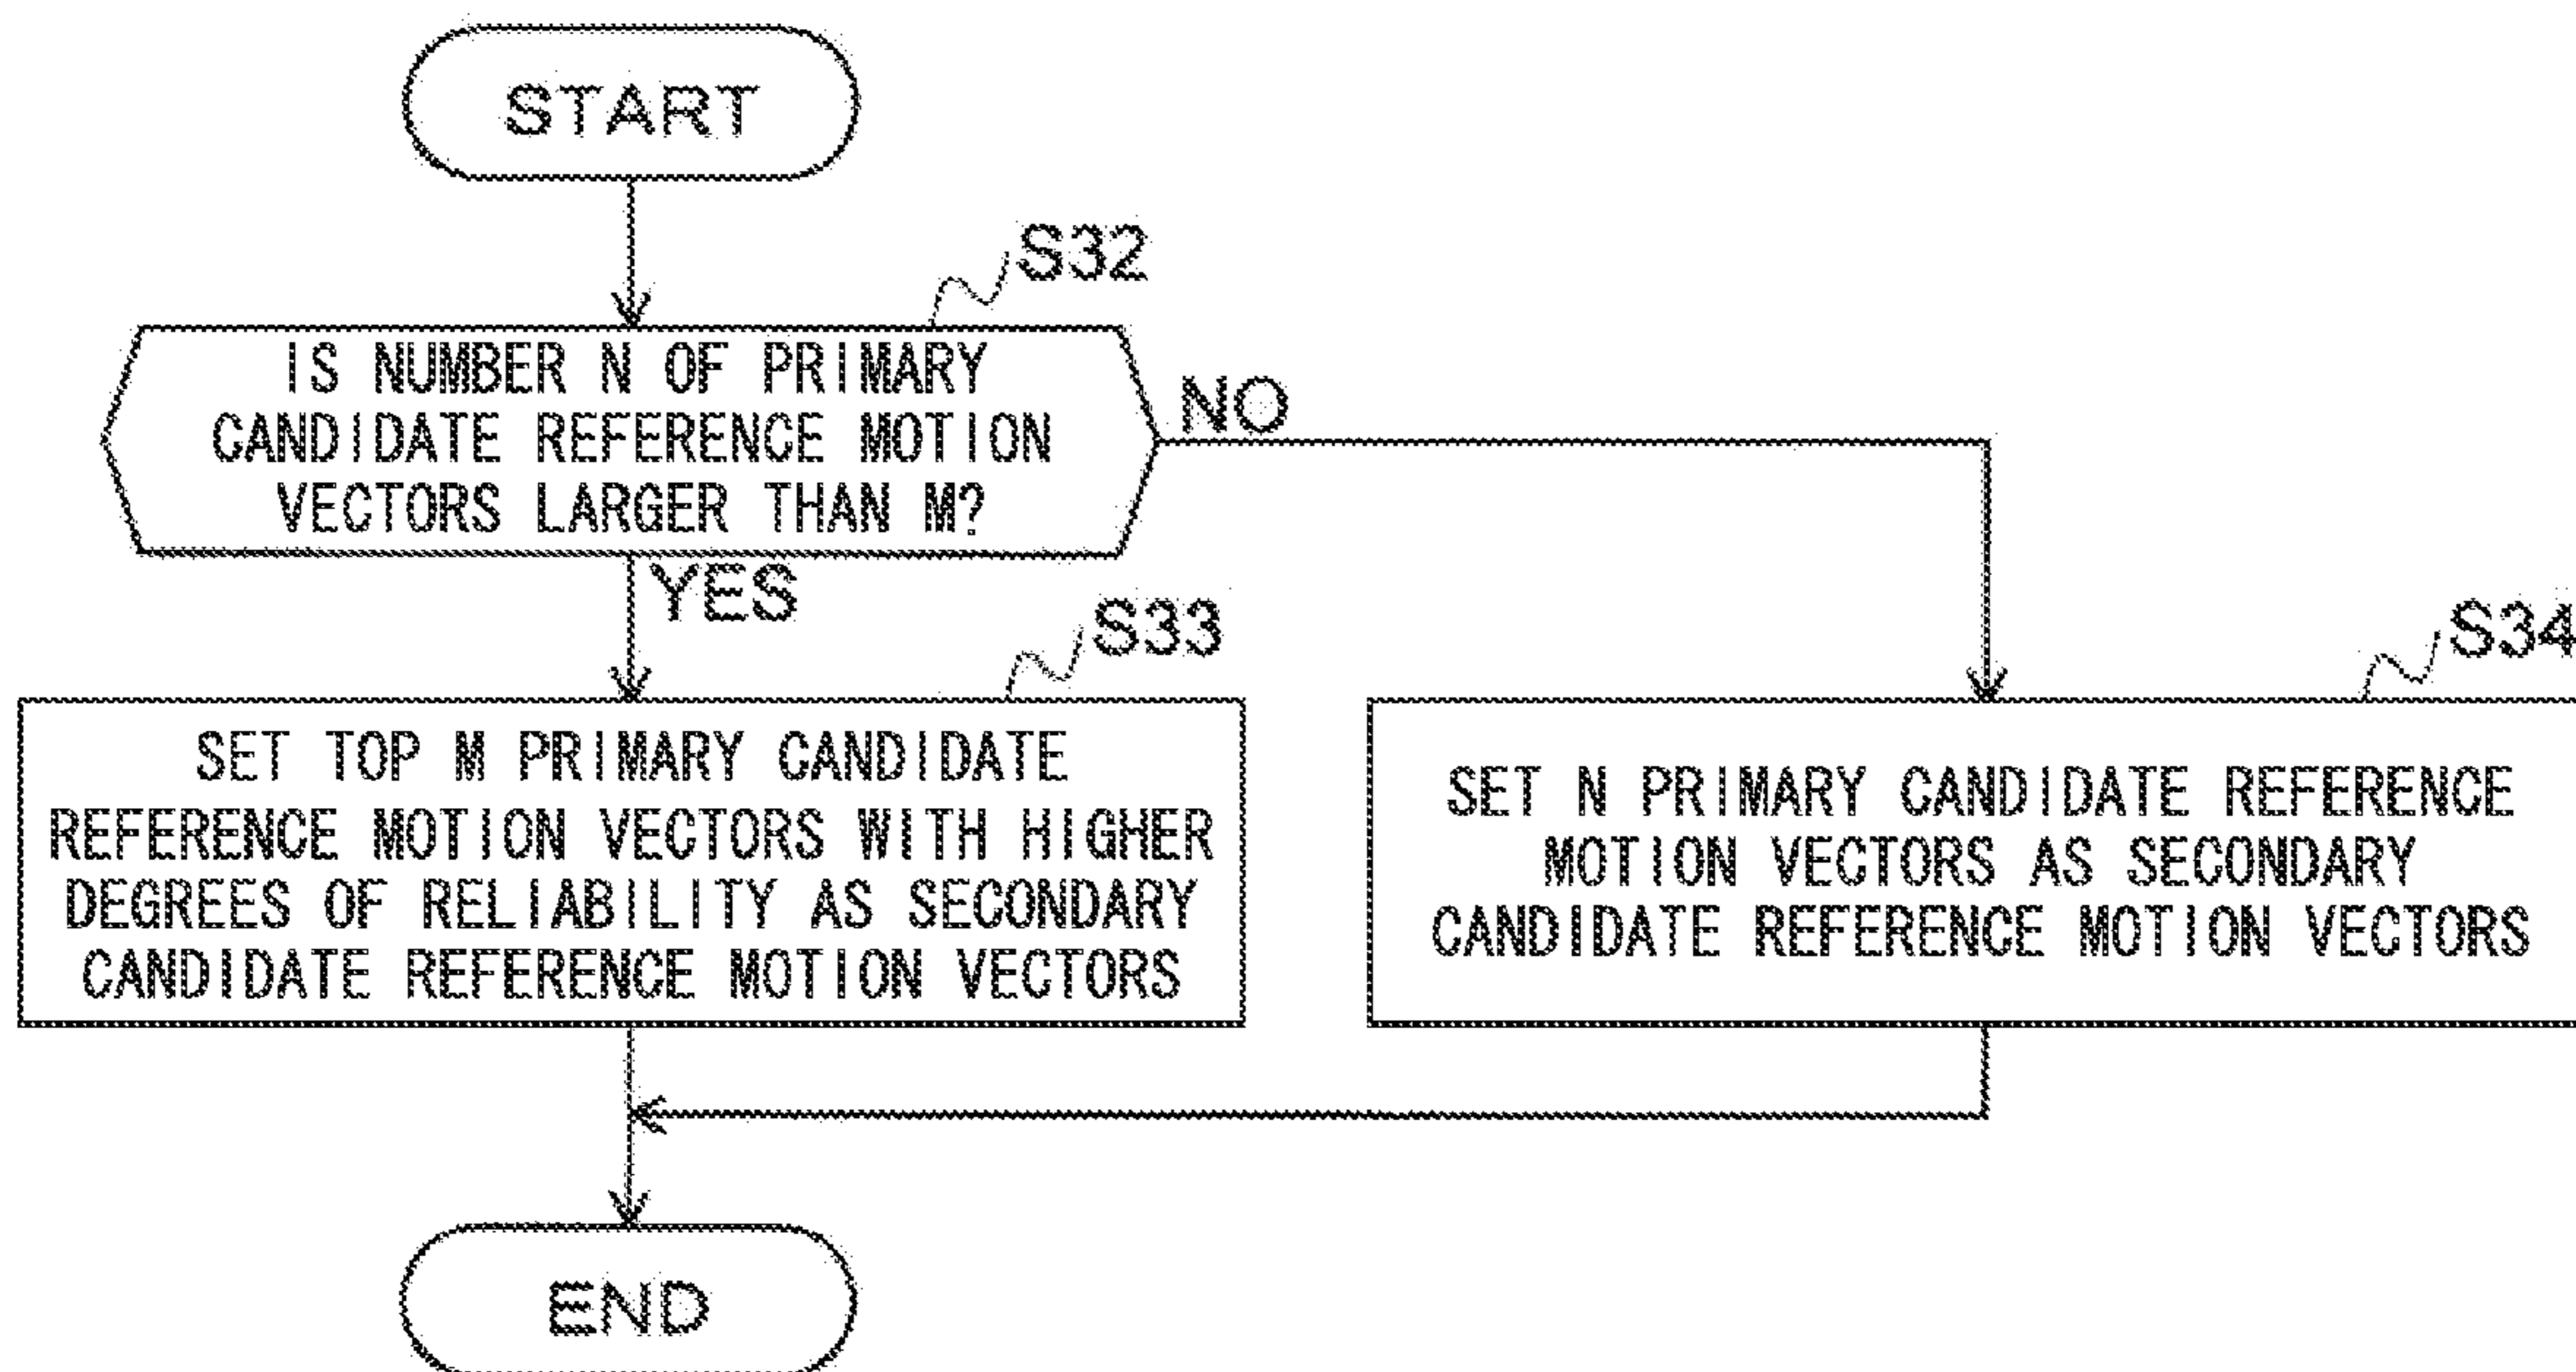 START
S32
IS NUMBER N OF PRIMARY
CANDIDATE REFERENCE MOTION
VECTORS LARGER THAN M?
NO
YES
S33
SET TOP M PRIMARY CANDIDATE
REFERENCE MOTION VECTORS WITH HIGHER
DEGREES OF RELIABILITY AS SECONDARY
CANDIDATE REFERENCE MOTION VECTORS
S34
SET N PRIMARY CANDIDATE REFERENCE
MOTION VECTORS AS SECONDARY
CANDIDATE REFERENCE MOTION VECTORS
END